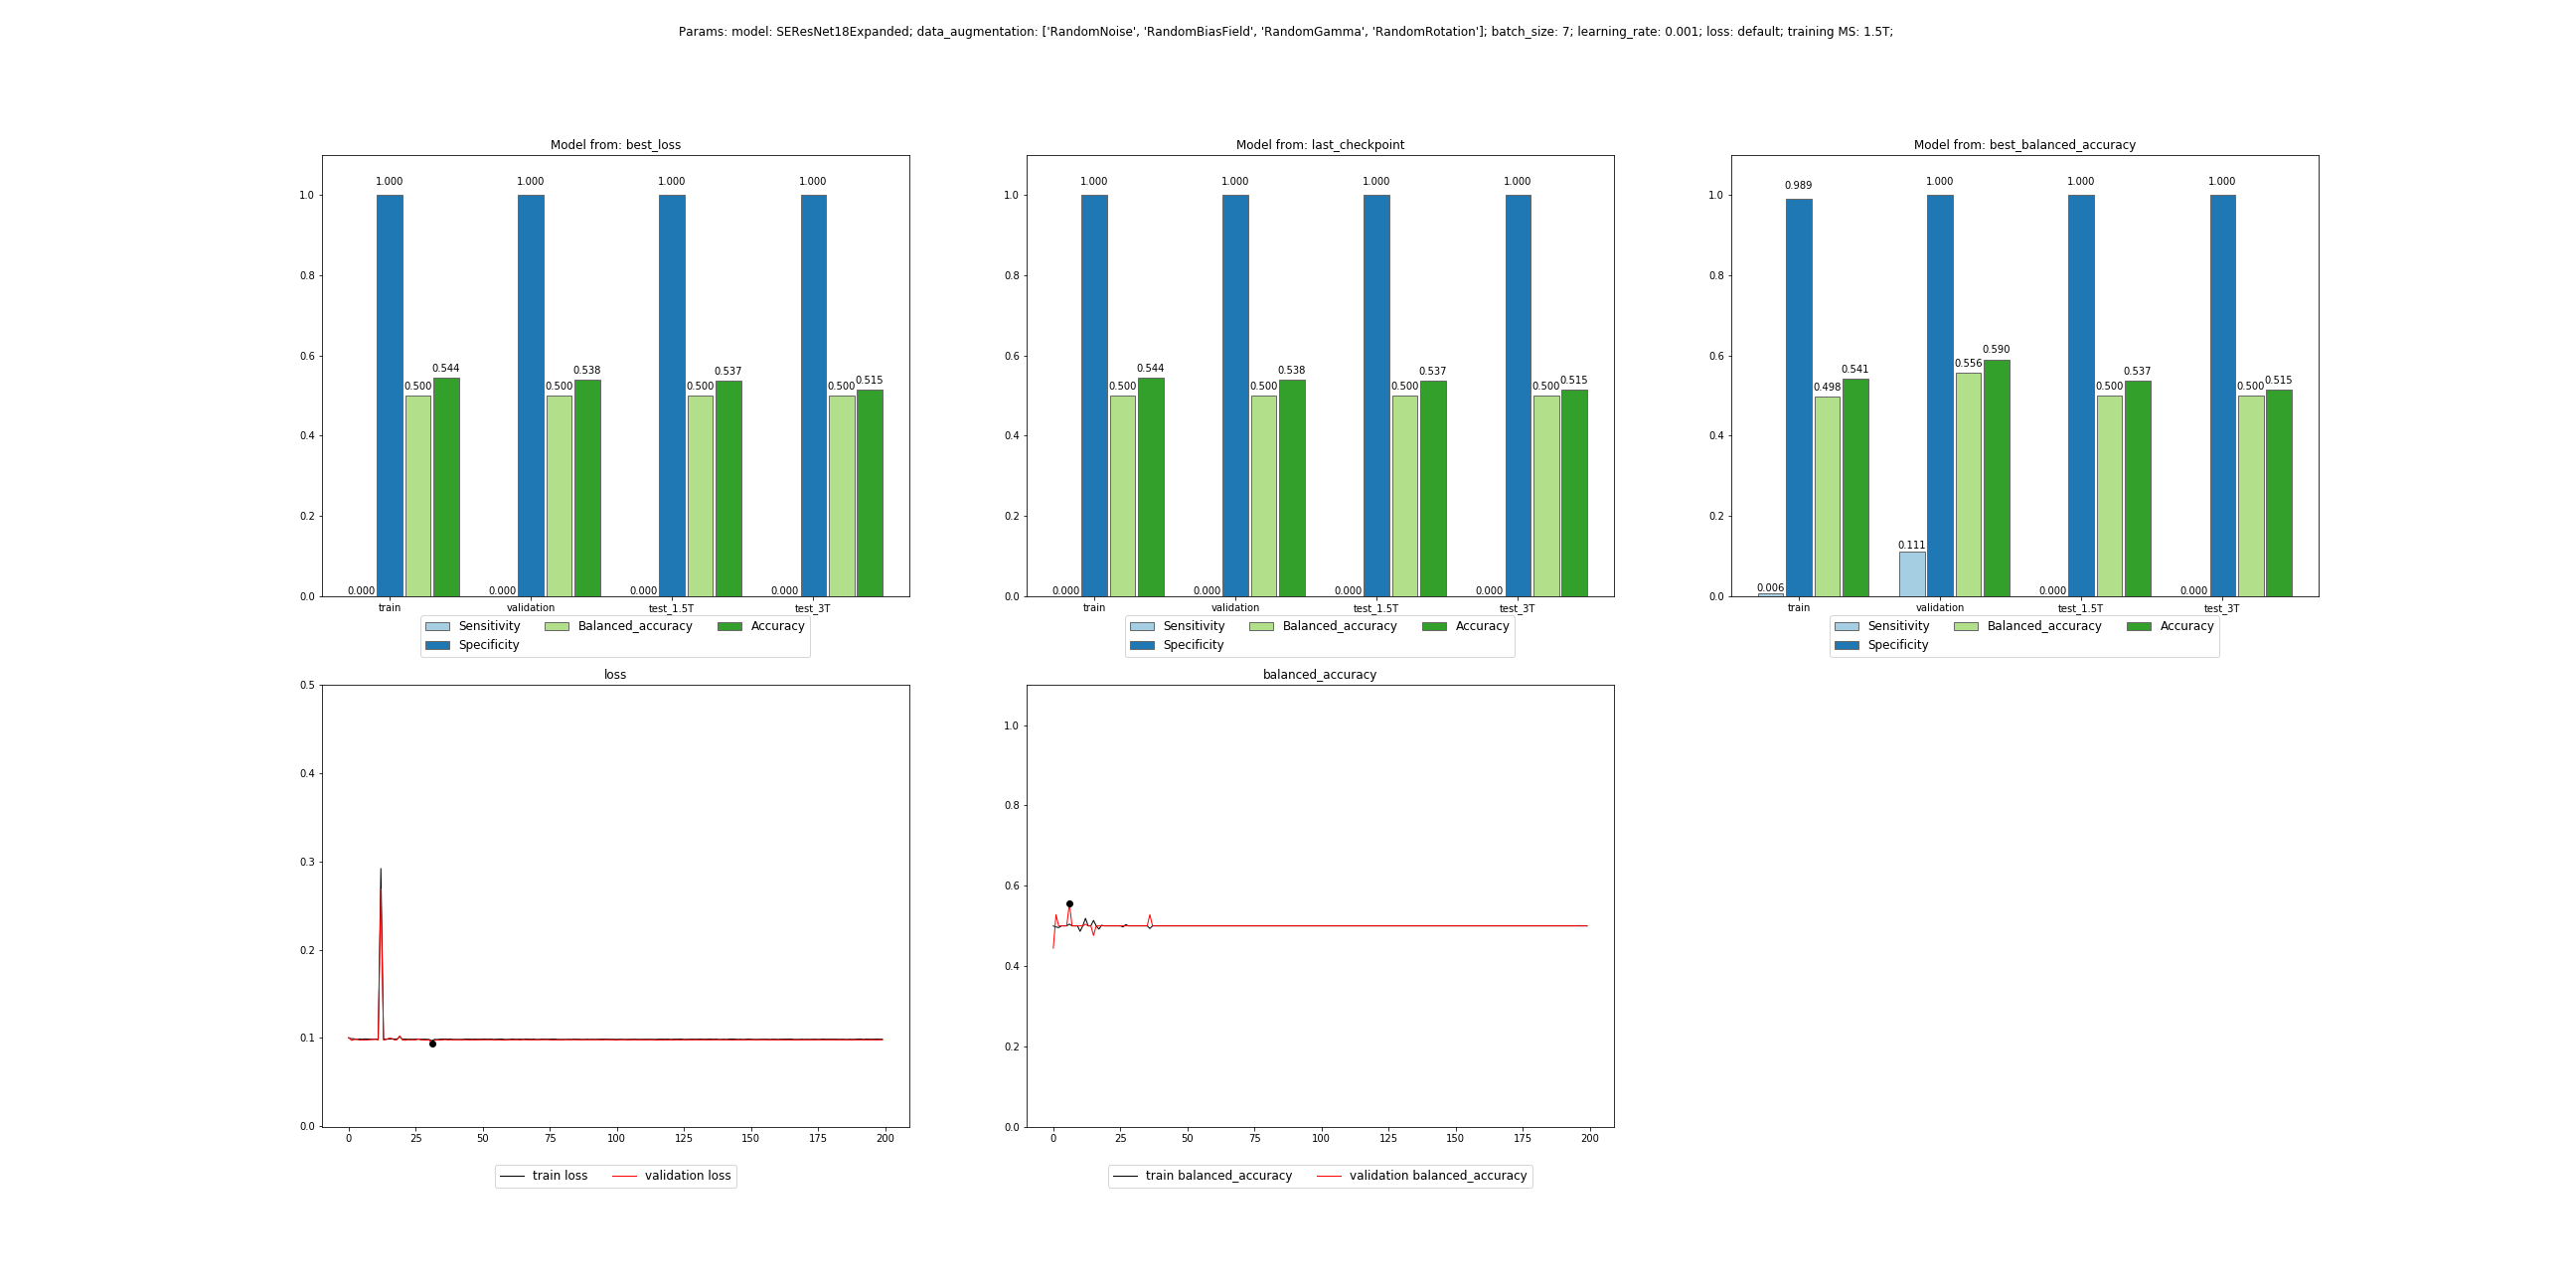 Params: model: SEResNet18Expanded; data_augmentation: ['RandomNoise', 'RandomBiasField', 'RandomGamma', 'RandomRotation']; batch_size: 7; learning_rate: 0.001; loss: default; training MS: 1.5T;
Model from: best_loss
1.0
0.8
0.6
0.4
0.2
0.0
1.000 1.000 1.000 1.000
0.500 0.544 0.500 0.538 0.500 0.537 0.500 0.515
0.000 0.000 0.000 0.000
train validation test_1.5T test_3T
Sensitivity Balanced_accuracy Accuracy
Specificity
Model from: last_checkpoint
1.0
0.8
0.6
0.4
0.2
0.0
1.000 1.000 1.000 1.000
0.500 0.544 0.500 0.538 0.500 0.537 0.500 0.515
0.000 0.000 0.000 0.000
train validation test_1.5T test_3T
Sensitivity Balanced_accuracy Accuracy
Specificity
Model from: best_balanced_accuracy
1.0
0.8
0.6
0.4
0.2
0.0
0.989 1.000 1.000 1.000
0.498 0.541 0.556 0.590 0.500 0.537 0.500 0.515
0.006 0.111 0.000 0.000
train validation test_1.5T test_3T
Sensitivity Balanced_accuracy Accuracy
Specificity
loss
0.5
0.4
0.3
0.2
0.1
0.0
0 25 50 75 100 125 150 175 200
train loss validation loss
balanced_accuracy
1.0
0.8
0.6
0.4
0.2
0.0
0 25 50 75 100 125 150 175 200
train balanced_accuracy validation balanced_accuracy